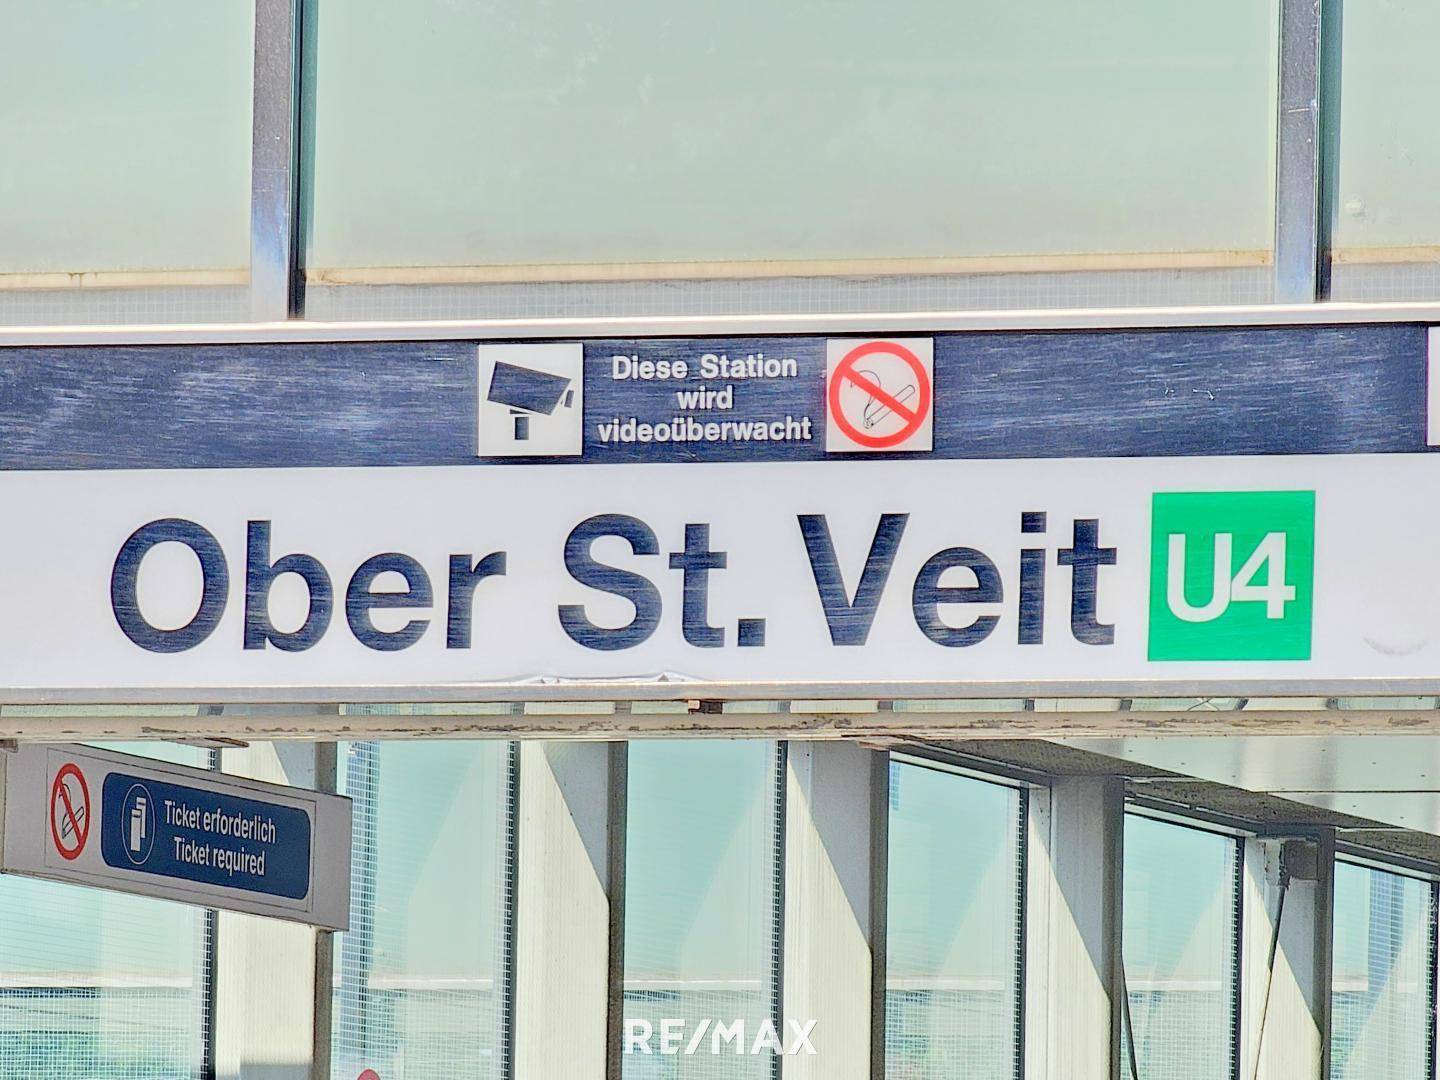 Diese Station
wird
videoüberwacht
Ober St. Veit U4
Ticket erforderlich
Ticket required
RE/MAX